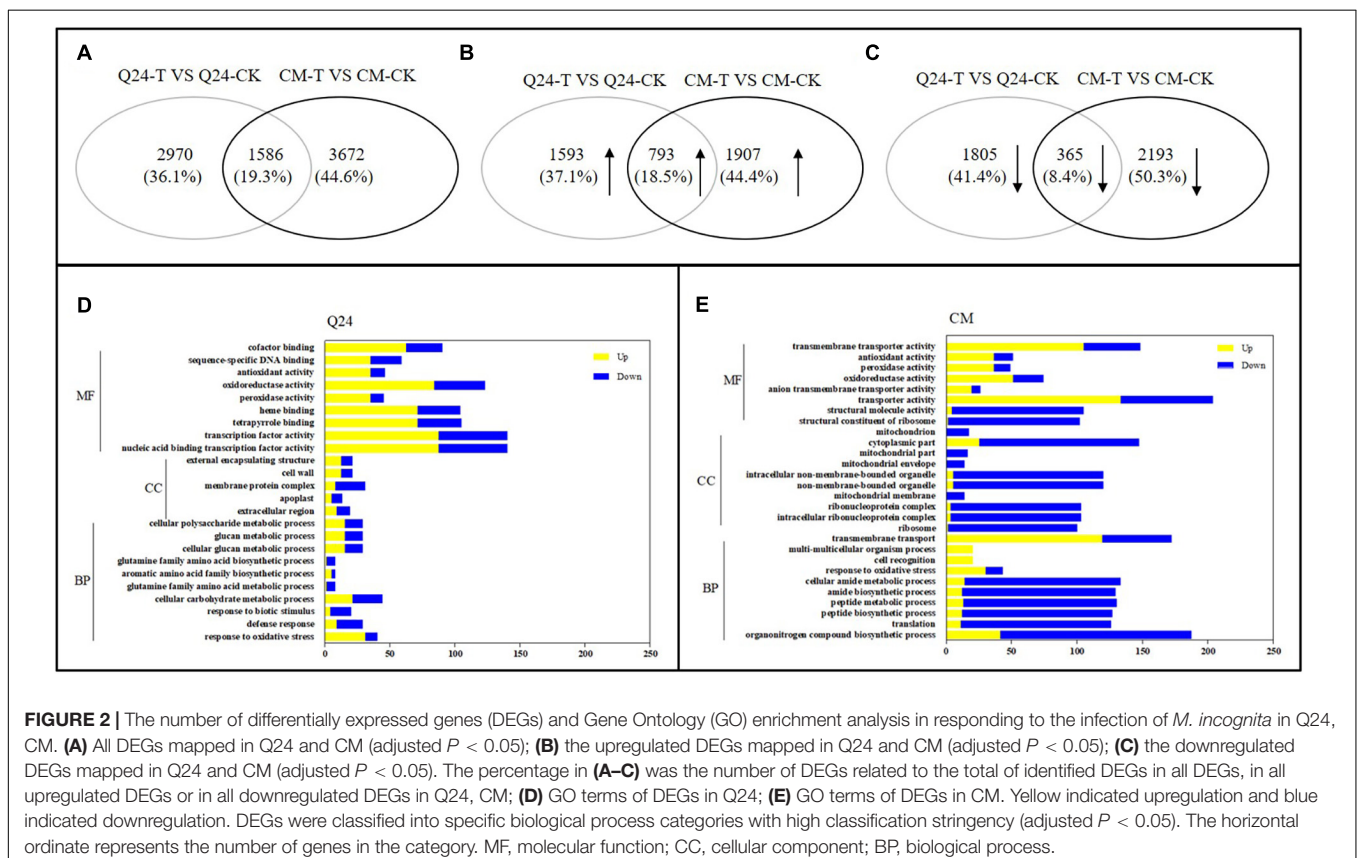 A
B
C
Q24-T VS Q24-CK
CM-T VS CM-CK
Q24-T VS Q24-CK
CM-T VS CM-CK
Q24-T VS Q24-CK
CM-T VS CM-CK
2970
(36.1%)
1586
(19.3%)
3672
(44.6%)
1593
(37.1%)
793
(18.5%)
1907
(44.4%)
1805
(41.4%)
365
(8.4%)
2193
(50.3%)
D
Q24
MF
CC
BP
cofactor binding
sequence-specific DNA binding
antioxidant activity
oxidoreductase activity
peroxidase activity
heme binding
tetrapyrrole binding
transcription factor activity
nucleic acid binding transcription factor activity
external encapsulating structure
cell wall
membrane protein complex
apoplast
extracellular region
cellular polysaccharide metabolic process
glucan metabolic process
cellular glucan metabolic process
glutamine family amino acid biosynthetic process
aromatic amino acid family biosynthetic process
glutamine family amino acid metabolic process
cellular carbohydrate metabolic process
response to biotic stimulus
defense response
response to oxidative stress
Up
Down
0 50 100 150 200 250
E
CM
MF
CC
BP
transmembrane transporter activity
antioxidant activity
peroxidase activity
oxidoreductase activity
anion transmembrane transporter activity
transporter activity
structural molecule activity
structural constituent of ribosome
mitochondrion
cytoplasmic part
mitochondrial part
mitochondrial envelope
intracellular non-membrane-bounded organelle
non-membrane-bounded organelle
mitochondrial membrane
ribonucleoprotein complex
intracellular ribonucleoprotein complex
ribosome
transmembrane transport
multi-multicellular organism process
cell recognition
response to oxidative stress
cellular amide metabolic process
amide biosynthetic process
peptide metabolic process
peptide biosynthetic process
translation
organonitrogen compound biosynthetic process
Up
Down
0 50 100 150 200 250
FIGURE 2 | The number of differentially expressed genes (DEGs) and Gene Ontology (GO) enrichment analysis in responding to the infection of M. incognita in Q24,
CM. (A) All DEGs mapped in Q24 and CM (adjusted P < 0.05); (B) the upregulated DEGs mapped in Q24 and CM (adjusted P < 0.05); (C) the downregulated
DEGs mapped in Q24 and CM (adjusted P < 0.05). The percentage in (A–C) was the number of DEGs related to the total of identified DEGs in all DEGs, in all
upregulated DEGs or in all downregulated DEGs in Q24, CM; (D) GO terms of DEGs in Q24; (E) GO terms of DEGs in CM. Yellow indicated upregulation and blue
indicated downregulation. DEGs were classified into specific biological process categories with high classification stringency (adjusted P < 0.05). The horizontal
ordinate represents the number of genes in the category. MF, molecular function; CC, cellular component; BP, biological process.